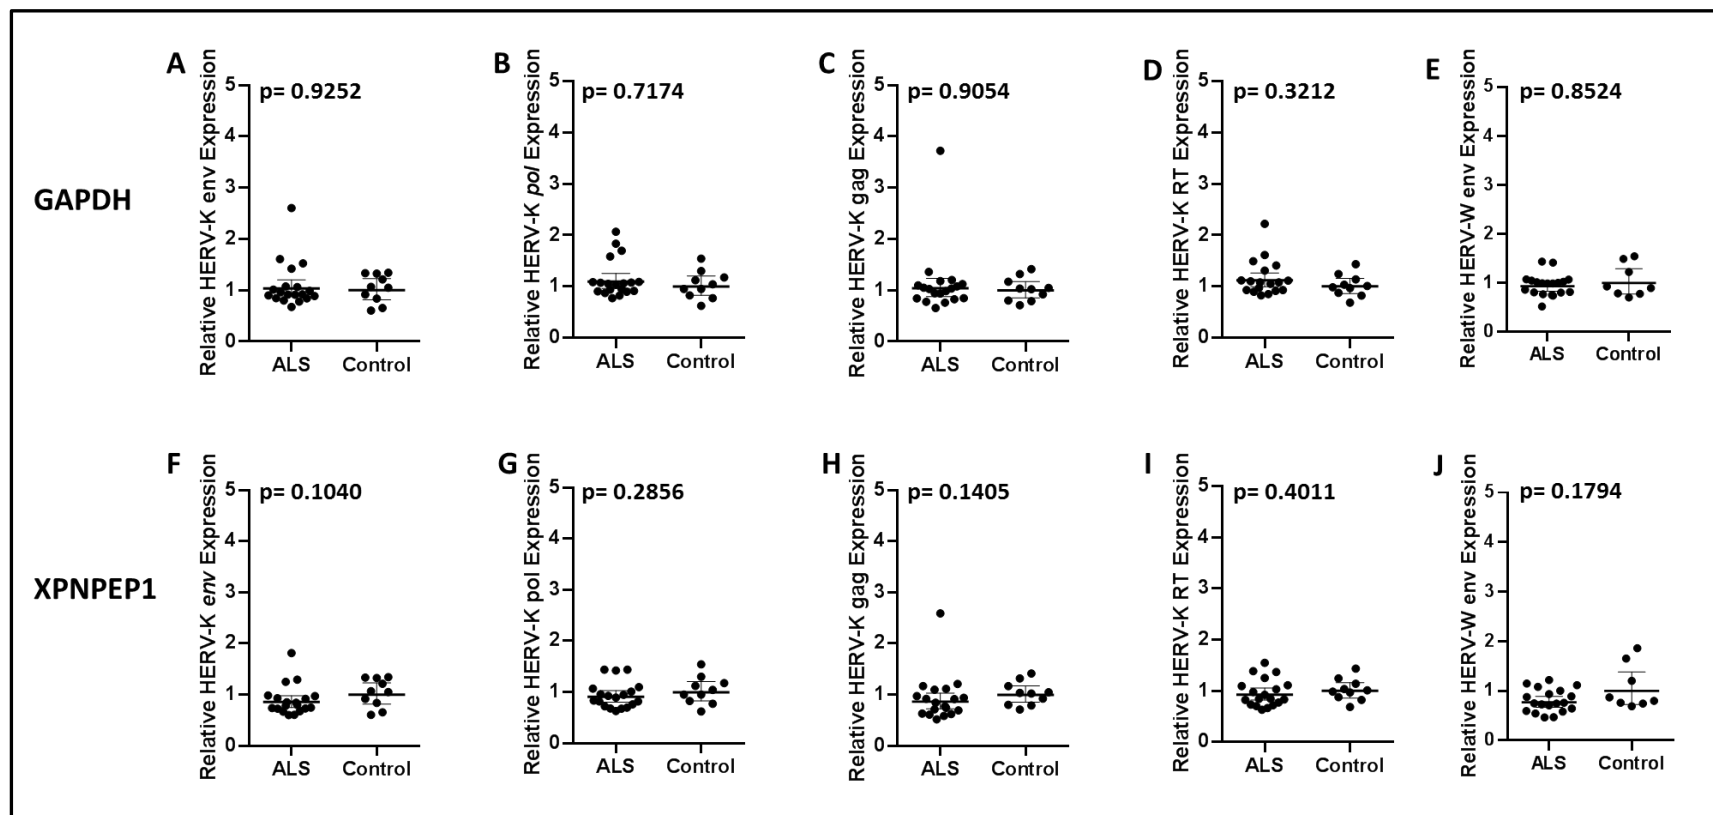 GAPDH
A
Relative HERV-K env Expression
5
4
3
2
1
0
p= 0.9252
ALS Control
B
Relative HERV-K pol Expression
5
4
3
2
1
0
p= 0.7174
ALS Control
C
Relative HERV-K gag Expression
5
4
3
2
1
0
p= 0.9054
ALS Control
D
Relative HERV-K RT Expression
5
4
3
2
1
0
p= 0.3212
ALS Control
E
Relative HERV-W env Expression
5
4
3
2
1
0
p= 0.8524
ALS Control
XPNPEP1
F
Relative HERV-K env Expression
5
4
3
2
1
0
p= 0.1040
ALS Control
G
Relative HERV-K pol Expression
5
4
3
2
1
0
p= 0.2856
ALS Control
H
Relative HERV-K gag Expression
5
4
3
2
1
0
p= 0.1405
ALS Control
I
Relative HERV-K RT Expression
5
4
3
2
1
0
p= 0.4011
ALS Control
J
Relative HERV-W env Expression
5
4
3
2
1
0
p= 0.1794
ALS Control